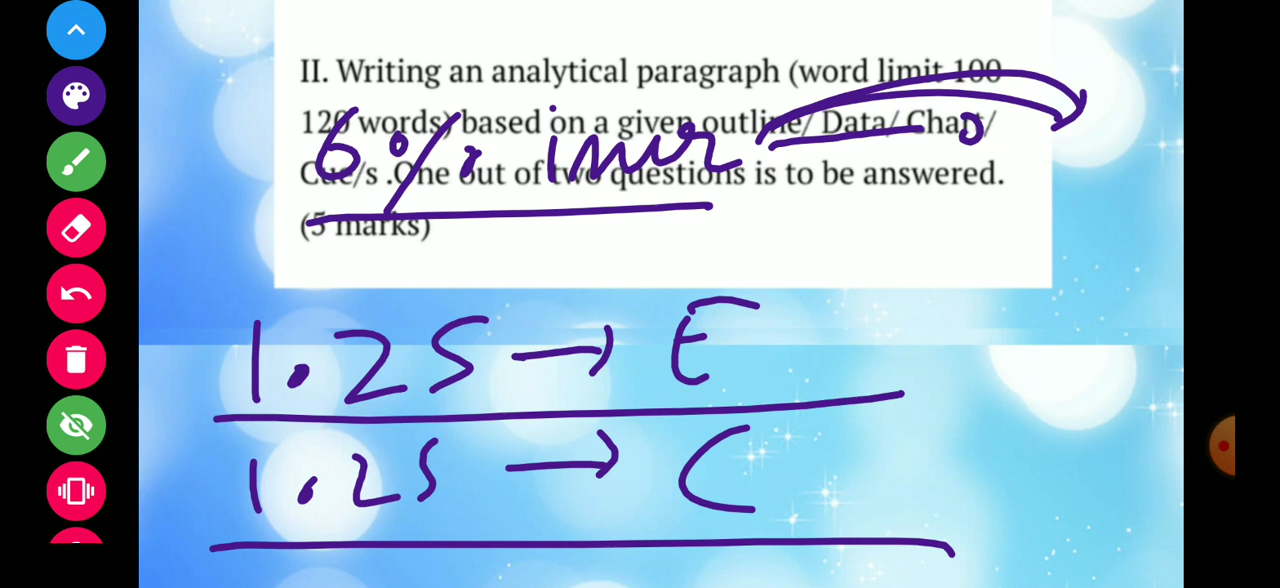 II. Writing an analytical paragraph (word limit 100
120 words) based on a given outline/ Data/ Chart/
6%
Cue/s .One out of two questions is to be answered.
(5 marks)
1.25 → E
1.25 → C